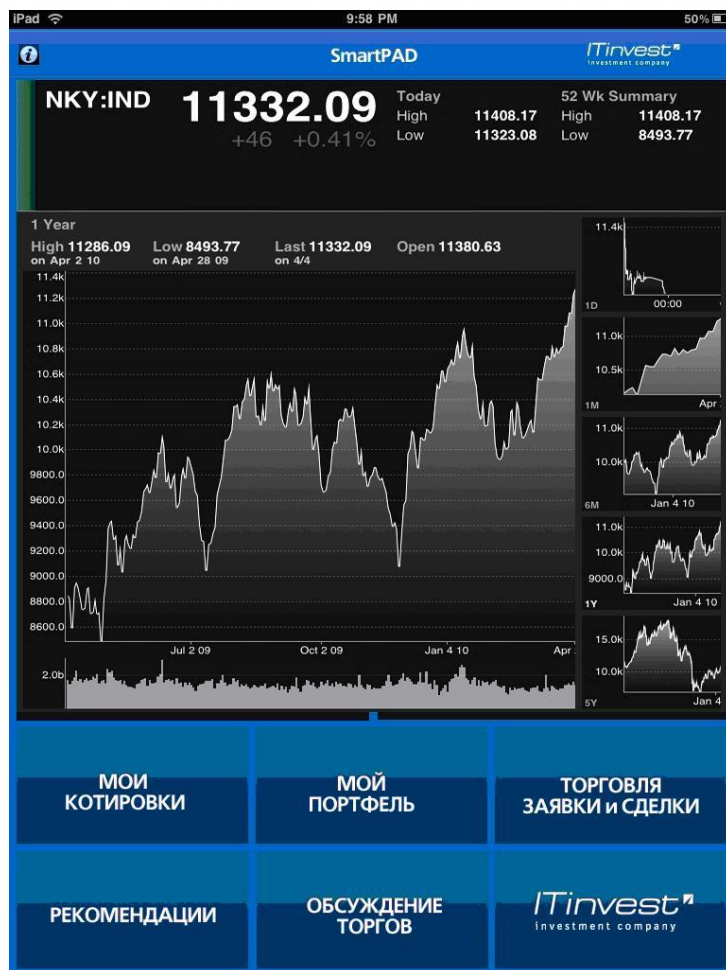 iPad 9:58 PM 50%
SmartPAD
ITinvest
investment company
NKY:IND
11332.09
+46 +0.41%
Today
High 11408.17
Low 11323.08
52 Wk Summary
High 11408.17
Low 8493.77
1 Year
High 11286.09 Low 8493.77 Last 11332.09 Open 11380.63
on Apr 2 10 on Apr 28 09 on 4/4
11.4k
11.2k
11.0k
10.8k
10.6k
10.4k
10.2k
10.0k
9800.0
9600.0
9400.0
9200.0
9000.0
8800.0
8600.0
Jul 2 09 Oct 2 09 Jan 4 10 Apr
2.0b
11.4k
1D 00:00
11.0k
10.5k
1M Apr
11.0k
10.0k
6M Jan 4 10
11.0k
10.0k
9000.0
1Y Jan 4 10
15.0k
10.0k
5Y Jan 4
МОИ
КОТИРОВКИ
МОЙ
ПОРТФЕЛЬ
ТОРГОВЛЯ
ЗАЯВКИ и СДЕЛКИ
РЕКОМЕНДАЦИИ
ОБСУЖДЕНИЕ
ТОРГОВ
ITinvest
investment company